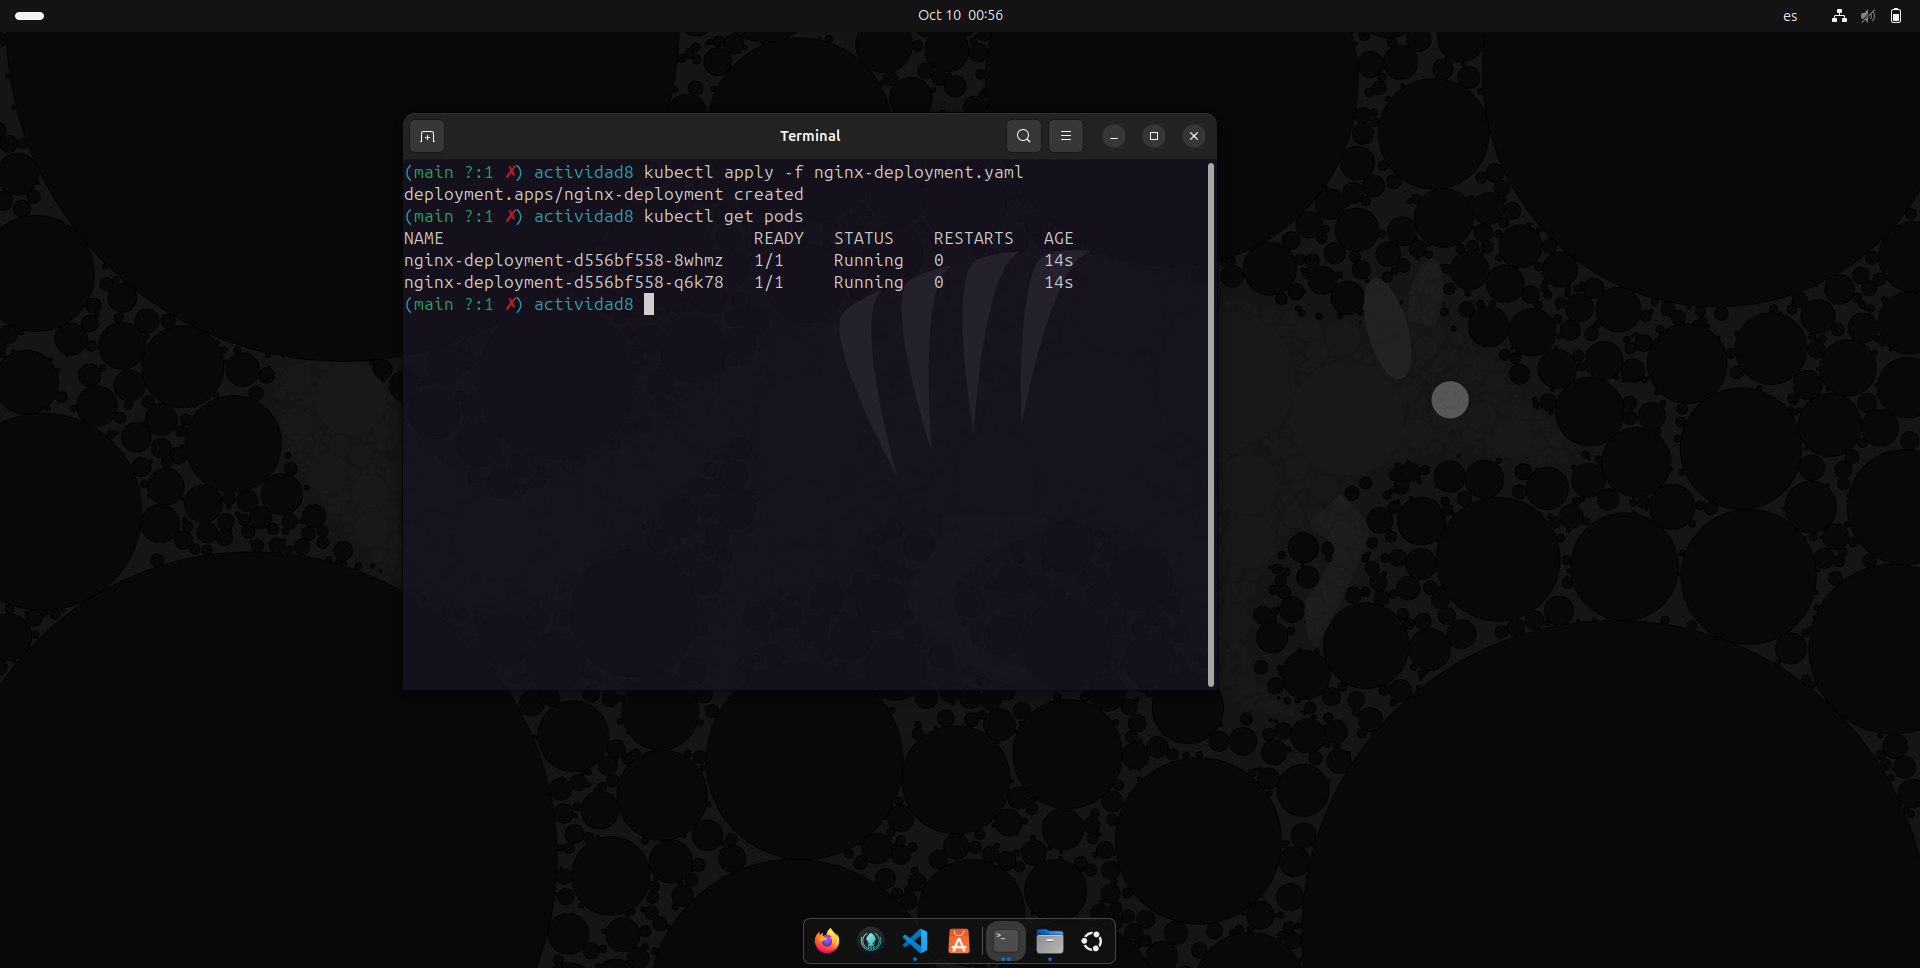 Oct 10 00:56
es
Terminal
(main ?:1 ✗) actividad8 kubectl apply -f nginx-deployment.yaml
deployment.apps/nginx-deployment created
(main ?:1 ✗) actividad8 kubectl get pods
NAME READY STATUS RESTARTS AGE
nginx-deployment-d556bf558-8whmz 1/1 Running 0 14s
nginx-deployment-d556bf558-q6k78 1/1 Running 0 14s
(main ?:1 ✗) actividad8